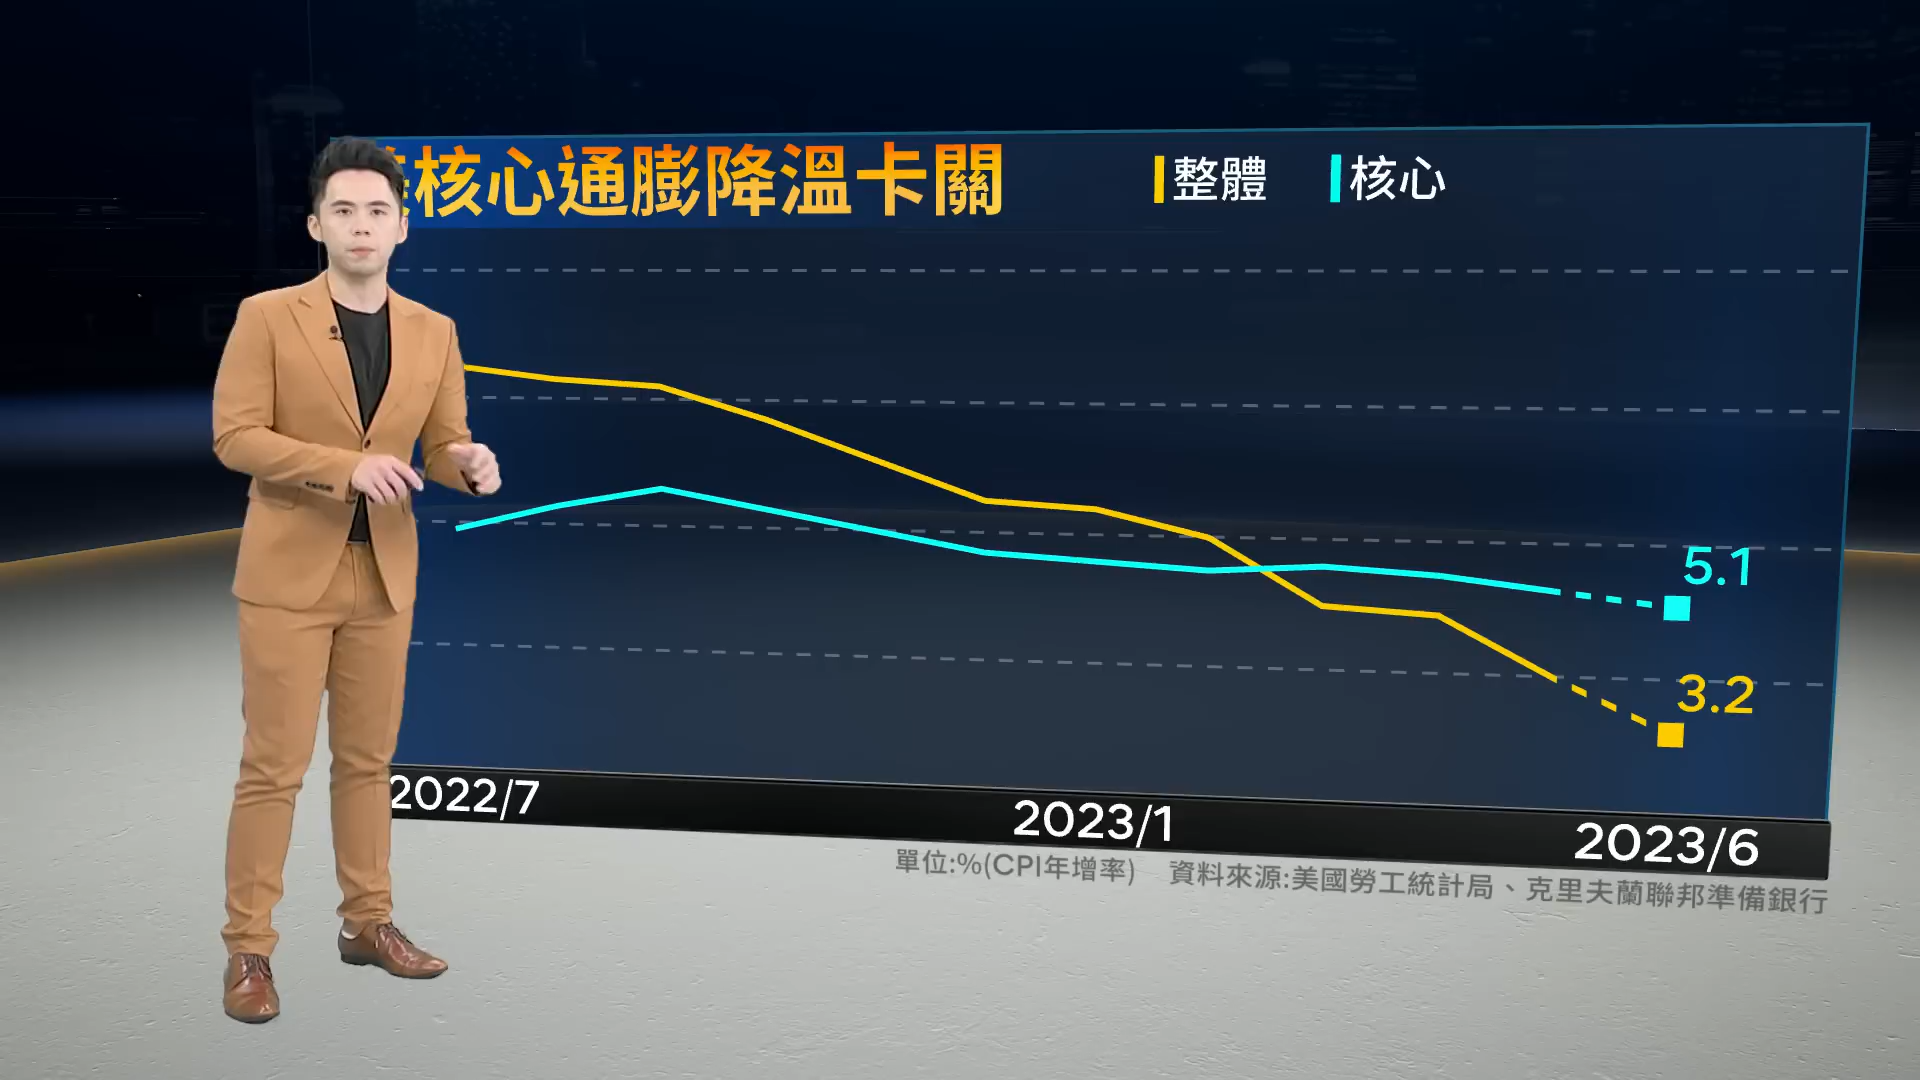 核心通膨降溫卡關
整體 核心
5.1
3.2
2022/7 2023/1 2023/6
單位:%(CPI年增率) 資料來源:美國勞工統計局、克里夫蘭聯邦準備銀行